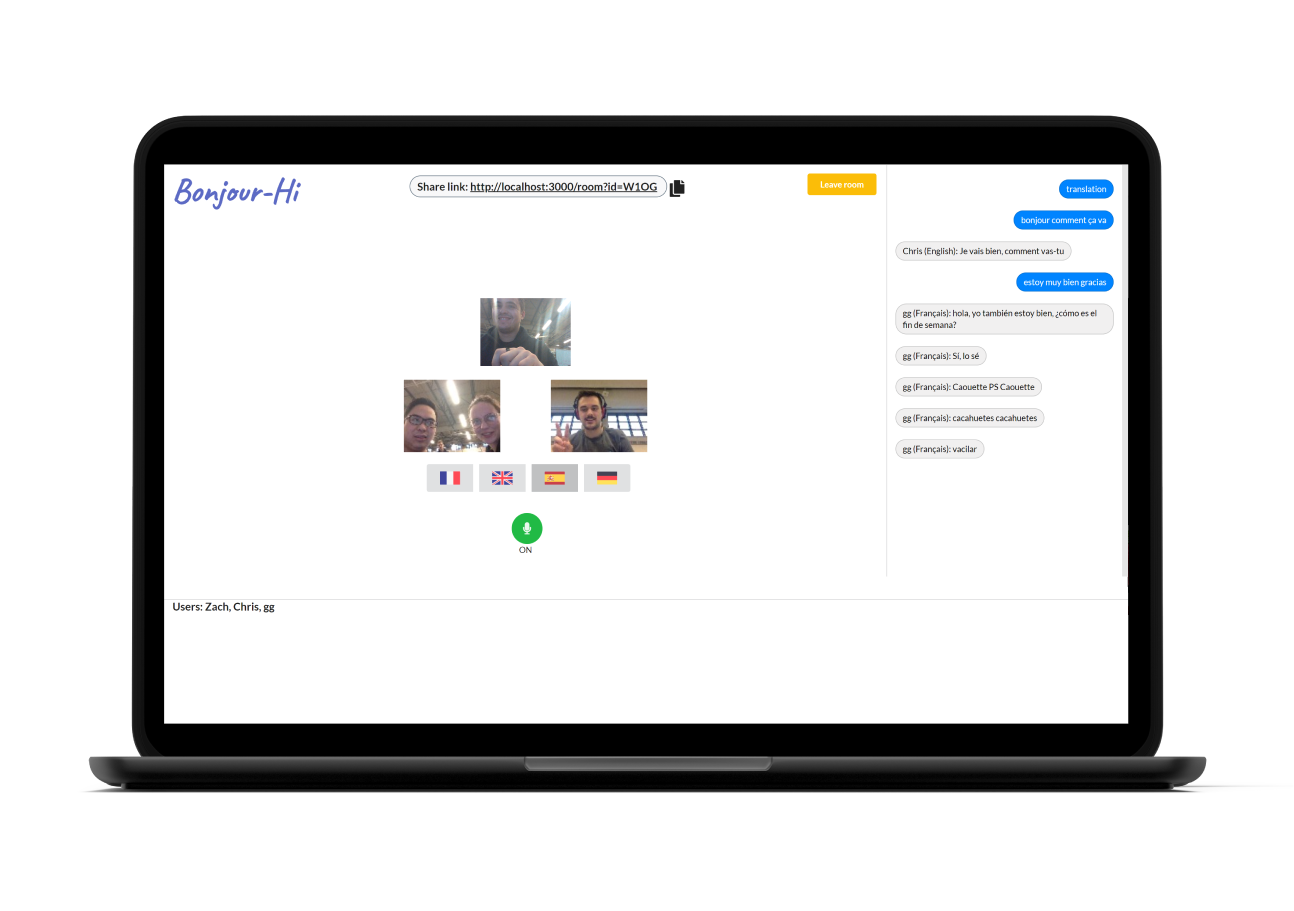 Bonjour-Hi
Share link: http://localhost:3000/room?id=W1OG
Leave room
translation
bonjour comment ça va
Chris (English): Je vais bien, comment vas-tu
estoy muy bien gracias
gg (Français): hola, yo también estoy bien, ¿cómo es el
fin de semana?
gg (Français): Sí, lo sé
gg (Français): Caouette PS Caouette
gg (Français): cacahuetes cacahuetes
gg (Français): vacilar
ON
Users: Zach, Chris, gg